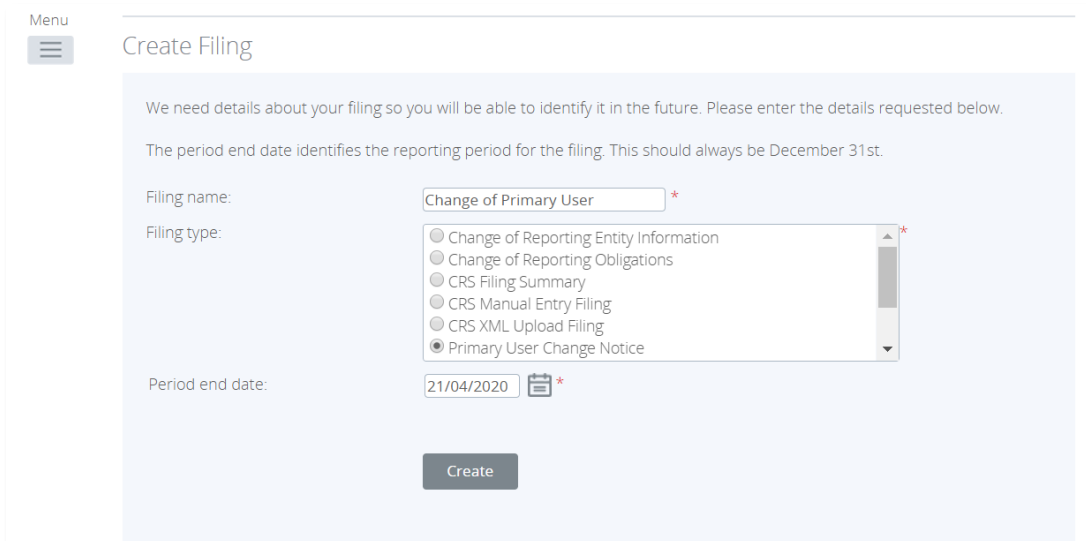 Menu
Create Filing
We need details about your filing so you will be able to identify it in the future. Please enter the details requested below.
The period end date identifies the reporting period for the filing. This should always be December 31st.
Filing name:
Change of Primary User *
Filing type:
Change of Reporting Entity Information *
Change of Reporting Obligations
CRS Filing Summary
CRS Manual Entry Filing
CRS XML Upload Filing
Primary User Change Notice
Period end date:
21/04/2020 *
Create